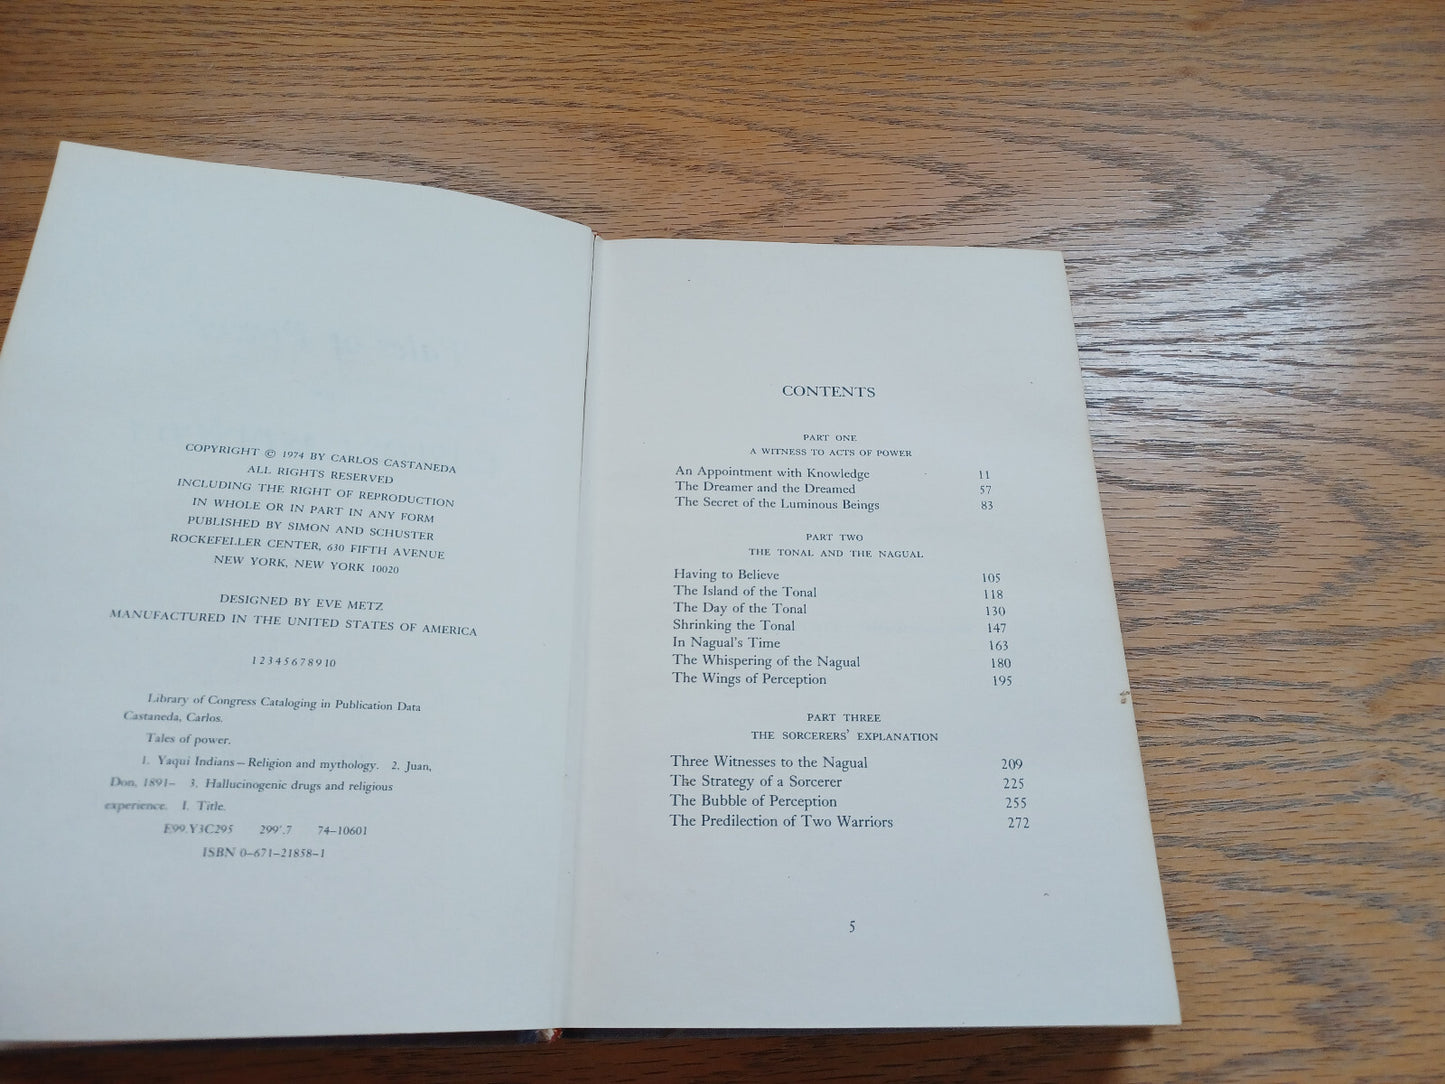 COPYRIGHT © 1974 BY CARLOS CASTANEDA
ALL RIGHTS RESERVED
INCLUDING THE RIGHT OF REPRODUCTION
IN WHOLE OR IN PART IN ANY FORM
PUBLISHED BY SIMON AND SCHUSTER
ROCKEFELLER CENTER, 630 FIFTH AVENUE
NEW YORK, NEW YORK 10020
DESIGNED BY EVE METZ
MANUFACTURED IN THE UNITED STATES OF AMERICA
1 2 3 4 5 6 7 8 9 10
Library of Congress Cataloging in Publication Data
Castaneda, Carlos.
Tales of power.
1. Yaqui Indians—Religion and mythology. 2. Juan,
Don, 1891– 3. Hallucinogenic drugs and religious
experience. I. Title.
E99.Y3C295 299'.7 74–10601
ISBN 0–671–21858–1
CONTENTS
PART ONE
A WITNESS TO ACTS OF POWER
An Appointment with Knowledge 11
The Dreamer and the Dreamed 57
The Secret of the Luminous Beings 83
PART TWO
THE TONAL AND THE NAGUAL
Having to Believe 105
The Island of the Tonal 118
The Day of the Tonal 130
Shrinking the Tonal 147
In Nagual's Time 163
The Whispering of the Nagual 180
The Wings of Perception 195
PART THREE
THE SORCERERS' EXPLANATION
Three Witnesses to the Nagual 209
The Strategy of a Sorcerer 225
The Bubble of Perception 255
The Predilection of Two Warriors 272
5